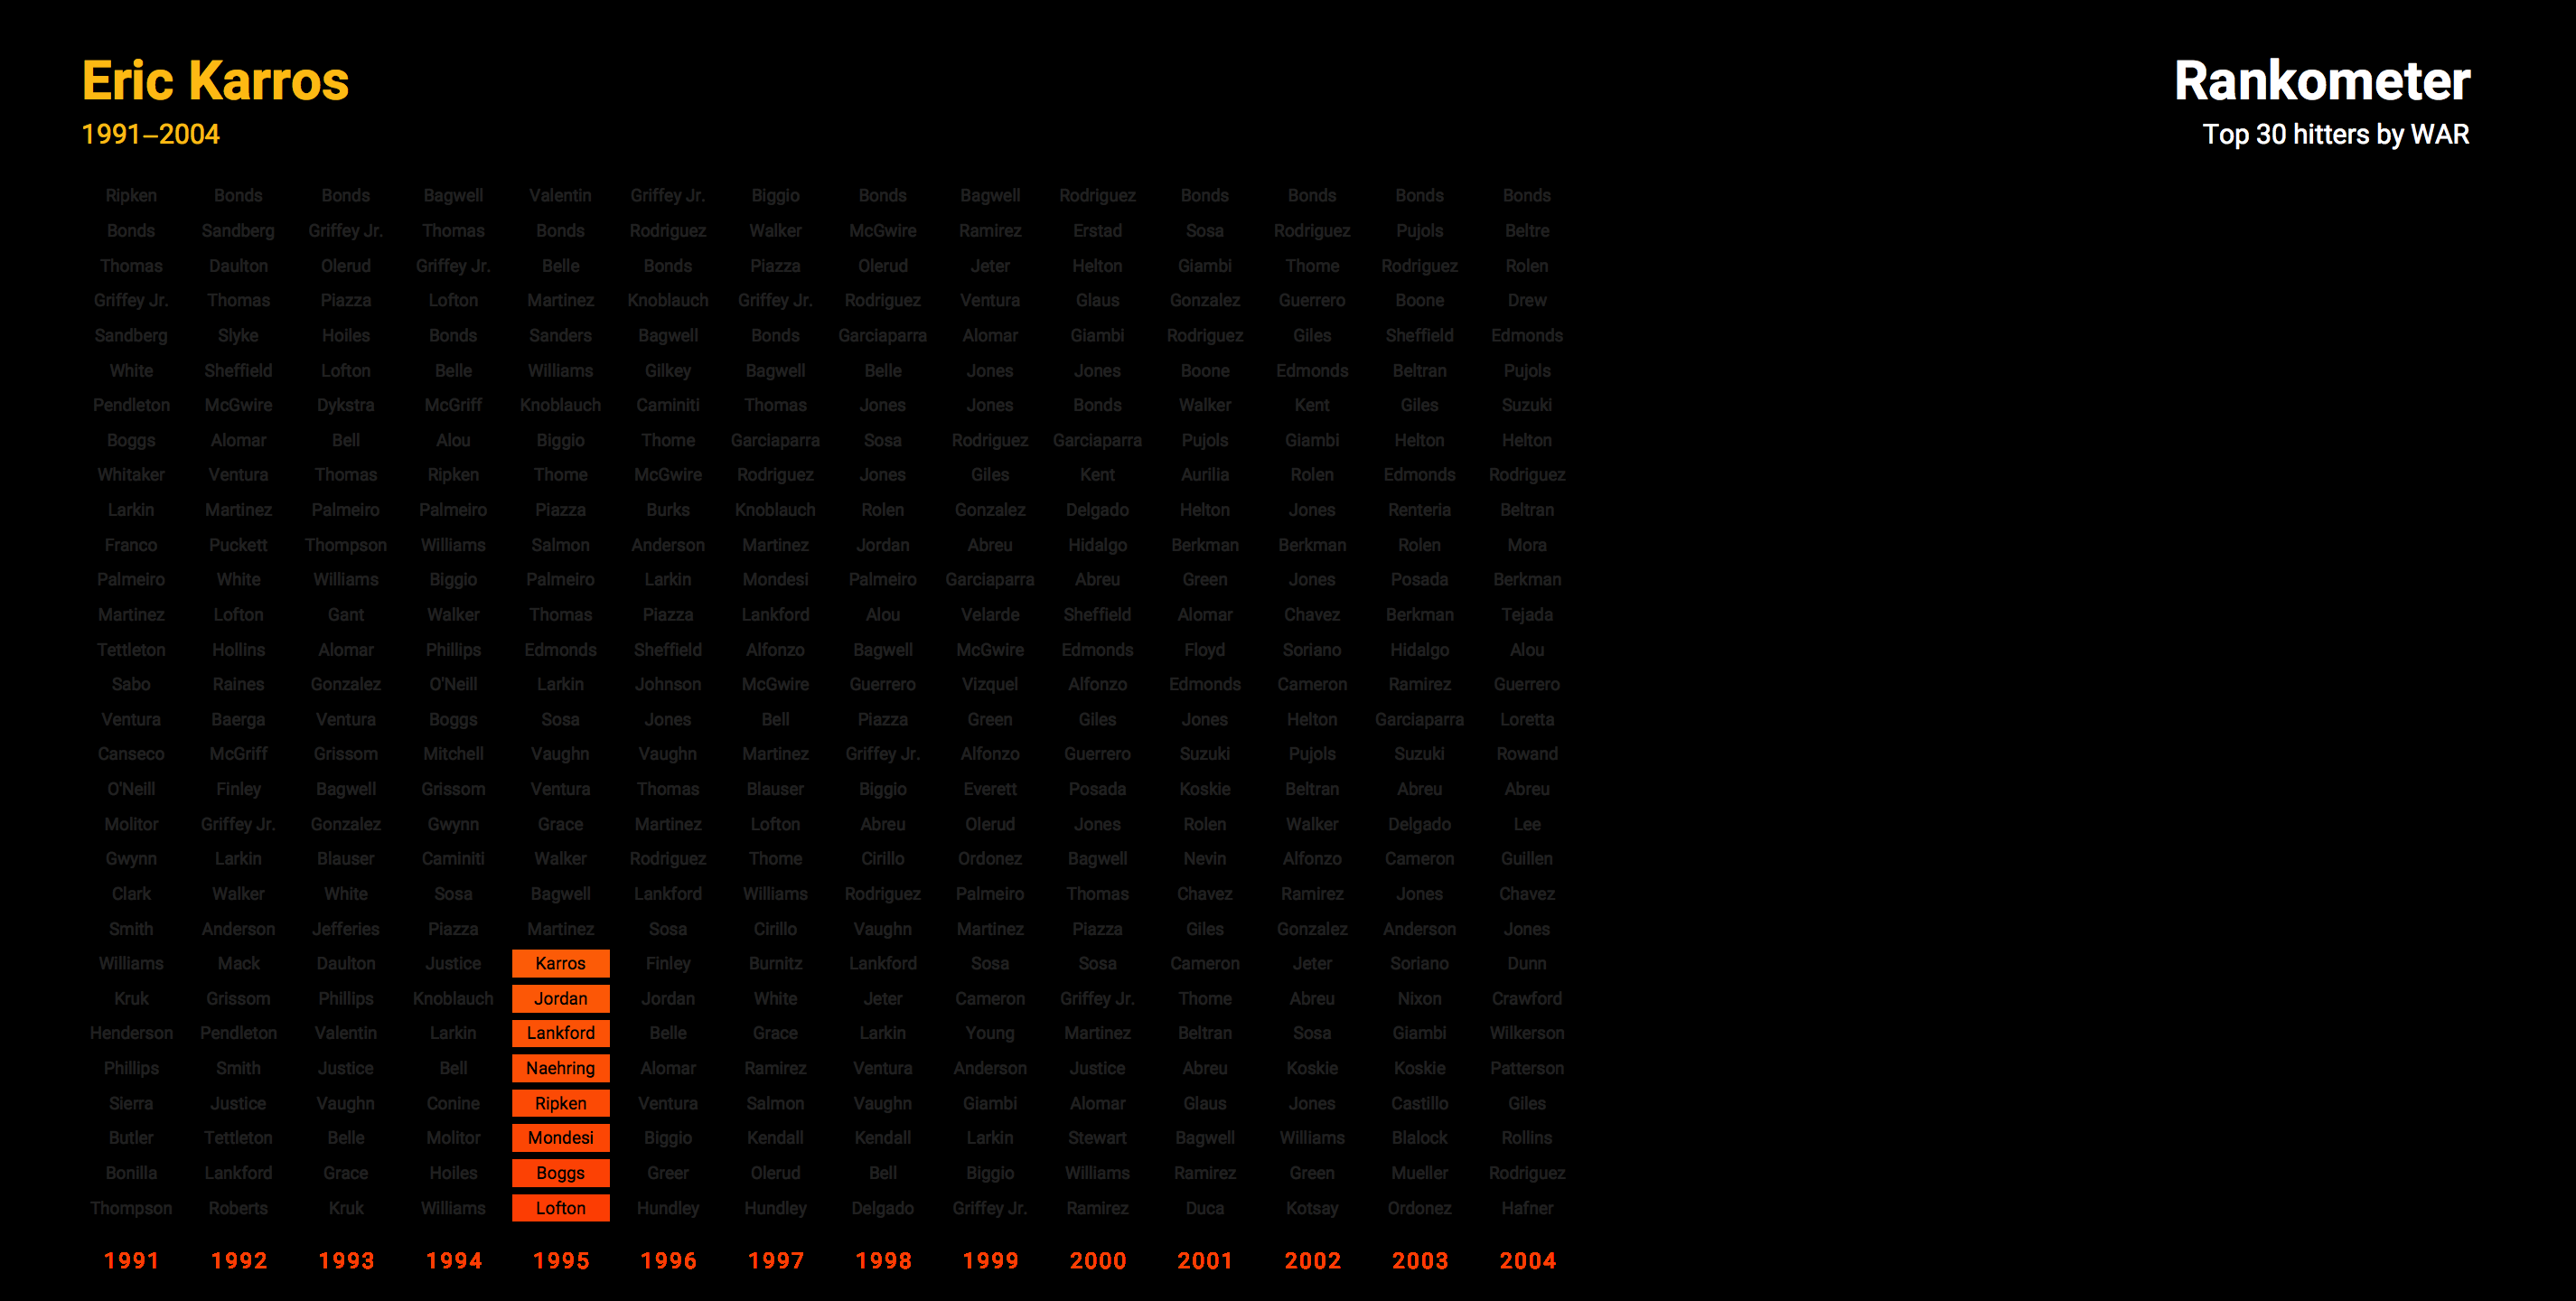 Eric Karros
Rankometer
1991–2004
Top 30 hitters by WAR
Ripken Bonds Bonds Bagwell Valentin Griffey Jr. Biggio Bonds Bagwell Rodriguez Bonds Bonds Bonds Bonds
Bonds Sandberg Griffey Jr. Thomas Bonds Rodriguez Walker McGwire Ramirez Erstad Sosa Rodriguez Pujols Beltre
Thomas Daulton Olerud Griffey Jr. Belle Bonds Piazza Olerud Jeter Helton Giambi Thome Rodriguez Rolen
Griffey Jr. Thomas Piazza Lofton Martinez Knoblauch Griffey Jr. Rodriguez Ventura Glaus Gonzalez Guerrero Boone Drew
Sandberg Slyke Hoiles Bonds Sanders Bagwell Bonds Garciaparra Alomar Giambi Rodriguez Giles Sheffield Edmonds
White Sheffield Lofton Belle Williams Gilkey Bagwell Belle Jones Jones Boone Edmonds Beltran Pujols
Pendleton McGwire Dykstra McGriff Knoblauch Caminiti Thomas Jones Jones Bonds Walker Kent Giles Suzuki
Boggs Alomar Bell Alou Biggio Thome Garciaparra Sosa Rodriguez Garciaparra Pujols Giambi Helton Helton
Whitaker Ventura Thomas Ripken Thome McGwire Rodriguez Jones Giles Kent Aurilia Rolen Edmonds Rodriguez
Larkin Martinez Palmeiro Palmeiro Piazza Burks Knoblauch Rolen Gonzalez Delgado Helton Jones Renteria Beltran
Franco Puckett Thompson Williams Salmon Anderson Martinez Jordan Abreu Hidalgo Berkman Berkman Rolen Mora
Palmeiro White Williams Biggio Palmeiro Larkin Mondesi Palmeiro Garciaparra Abreu Green Jones Posada Berkman
Martinez Lofton Gant Walker Thomas Piazza Lankford Alou Velarde Sheffield Alomar Chavez Berkman Tejada
Tettleton Hollins Alomar Phillips Edmonds Sheffield Alfonzo Bagwell McGwire Edmonds Floyd Soriano Hidalgo Alou
Sabo Raines Gonzalez O'Neill Larkin Johnson McGwire Guerrero Vizquel Alfonzo Edmonds Cameron Ramirez Guerrero
Ventura Baerga Ventura Boggs Sosa Jones Bell Piazza Green Giles Jones Helton Garciaparra Loretta
Canseco McGriff Grissom Mitchell Vaughn Vaughn Martinez Griffey Jr. Alfonzo Guerrero Suzuki Pujols Suzuki Rowand
O'Neill Finley Bagwell Grissom Ventura Thomas Blauser Biggio Everett Posada Koskie Beltran Abreu Abreu
Molitor Griffey Jr. Gonzalez Gwynn Grace Martinez Lofton Abreu Olerud Jones Rolen Walker Delgado Lee
Gwynn Larkin Blauser Caminiti Walker Rodriguez Thome Cirillo Ordonez Bagwell Nevin Alfonzo Cameron Guillen
Clark Walker White Sosa Bagwell Lankford Williams Rodriguez Palmeiro Thomas Chavez Ramirez Jones Chavez
Smith Anderson Jefferies Piazza Martinez Sosa Cirillo Vaughn Martinez Piazza Giles Gonzalez Anderson Jones
Williams Mack Daulton Justice Karros Finley Burnitz Lankford Sosa Sosa Cameron Jeter Soriano Dunn
Kruk Grissom Phillips Knoblauch Jordan Jordan White Jeter Cameron Griffey Jr. Thome Abreu Nixon Crawford
Henderson Pendleton Valentin Larkin Lankford Belle Grace Larkin Young Martinez Beltran Sosa Giambi Wilkerson
Phillips Smith Justice Bell Naehring Alomar Ramirez Ventura Anderson Justice Abreu Koskie Koskie Patterson
Sierra Justice Vaughn Conine Ripken Ventura Salmon Vaughn Giambi Alomar Glaus Jones Castillo Giles
Butler Tettleton Belle Molitor Mondesi Biggio Kendall Kendall Larkin Stewart Bagwell Williams Blalock Rollins
Bonilla Lankford Grace Hoiles Boggs Greer Olerud Bell Biggio Williams Ramirez Green Mueller Rodriguez
Thompson Roberts Kruk Williams Lofton Hundley Hundley Delgado Griffey Jr. Ramirez Duca Kotsay Ordonez Hafner
1991 1992 1993 1994 1995 1996 1997 1998 1999 2000 2001 2002 2003 2004